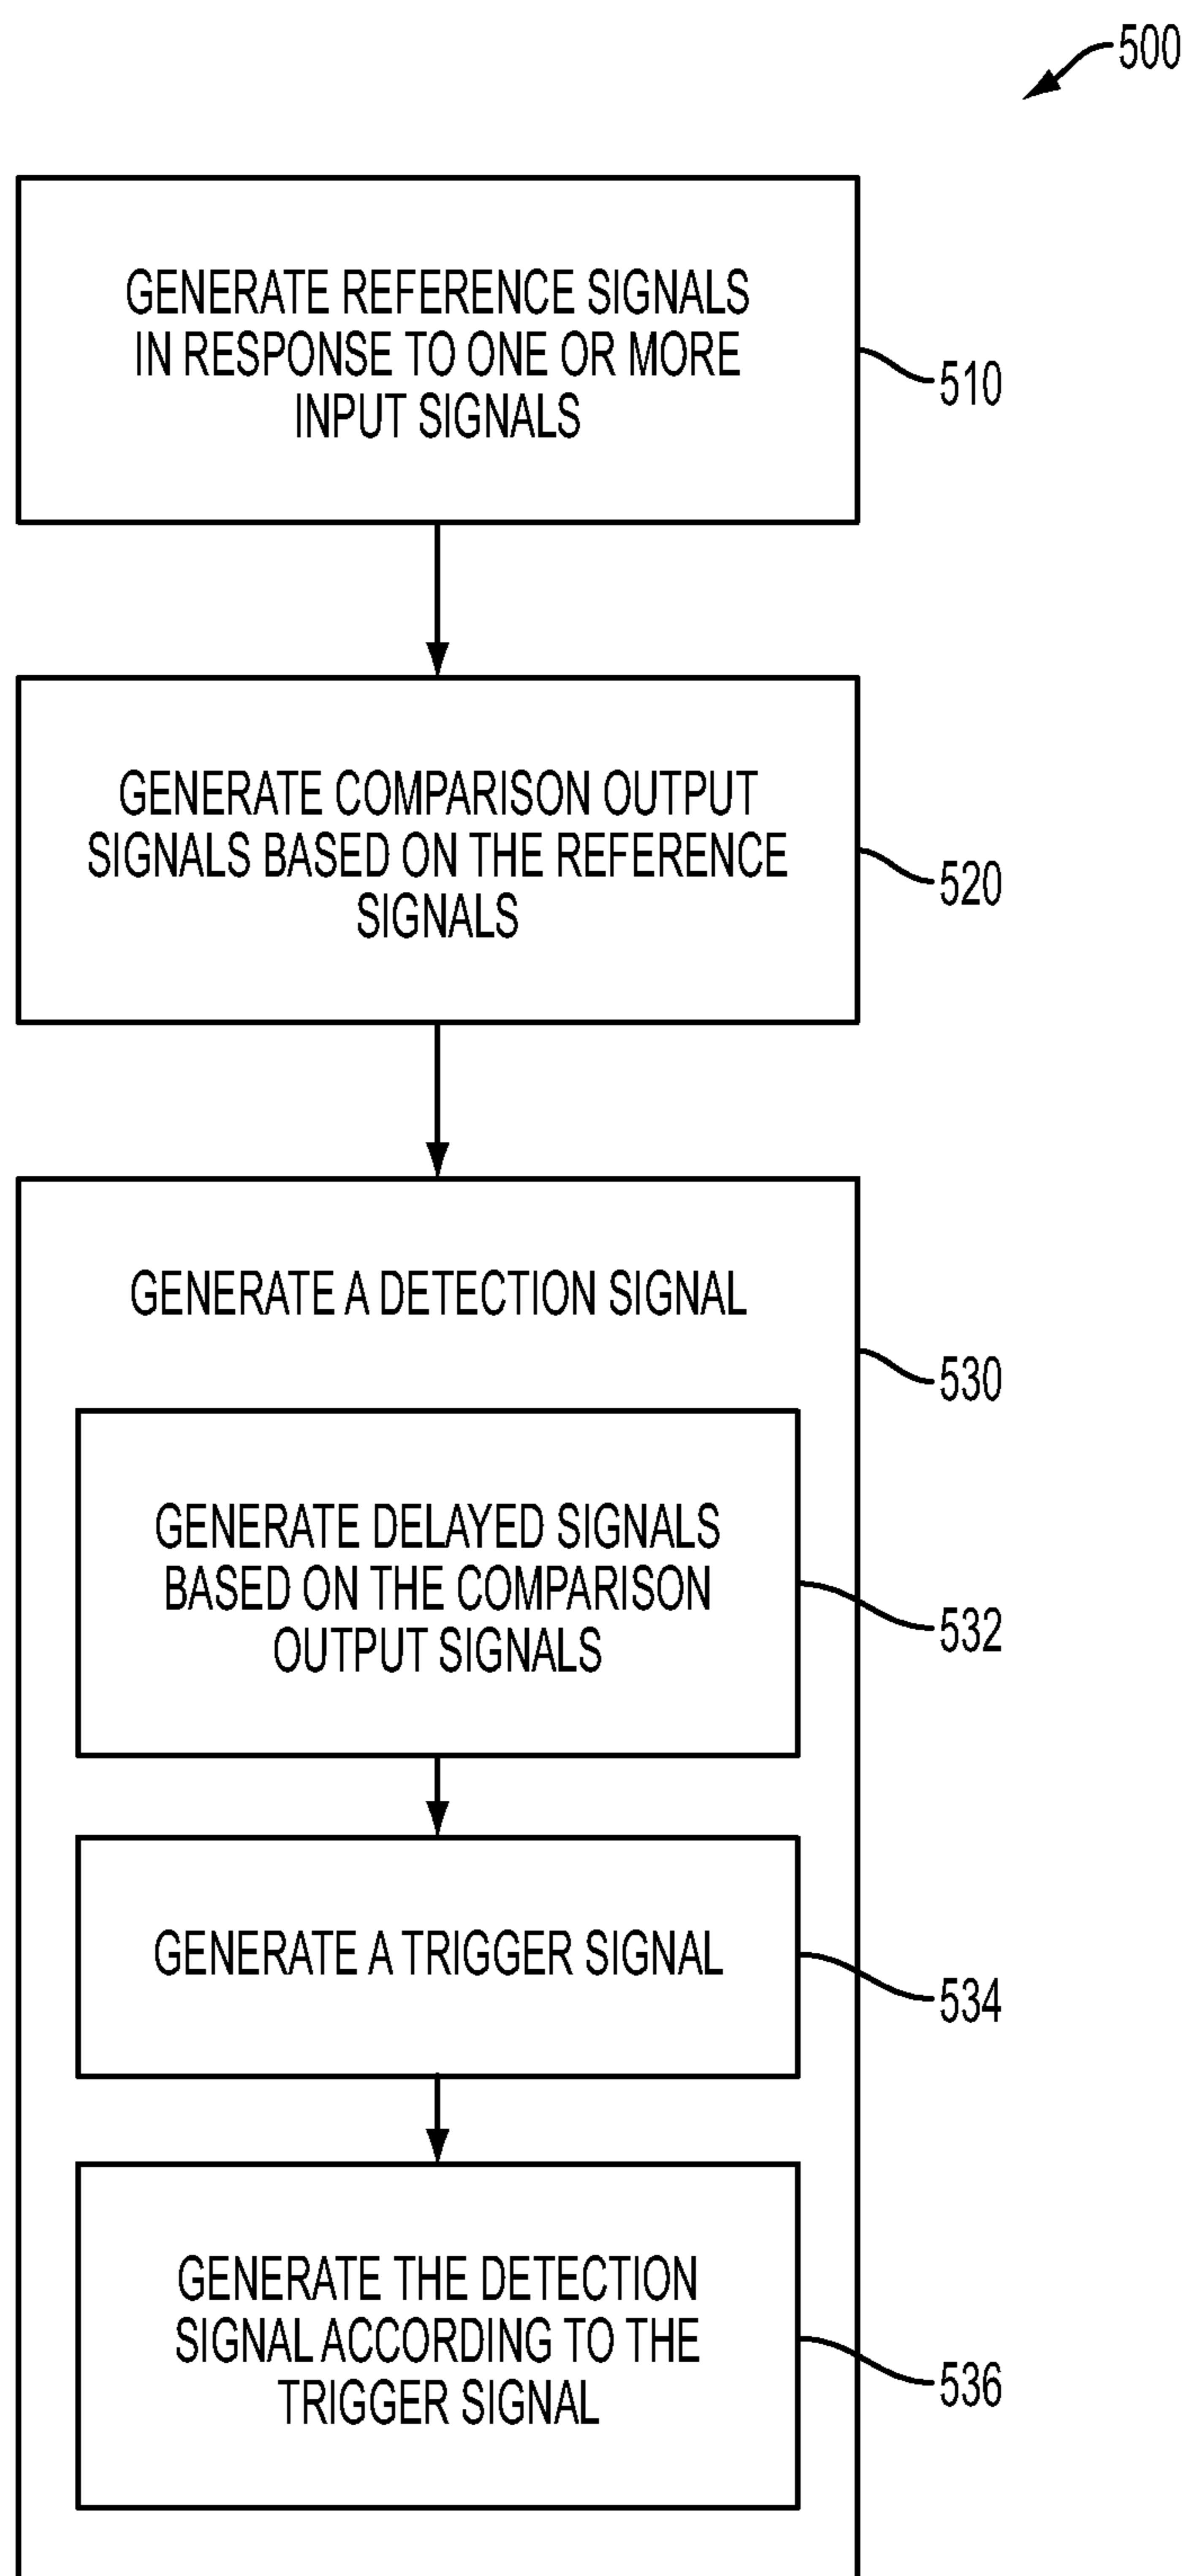 500
GENERATE REFERENCE SIGNALS
IN RESPONSE TO ONE OR MORE
INPUT SIGNALS
510
GENERATE COMPARISON OUTPUT
SIGNALS BASED ON THE REFERENCE
SIGNALS
520
GENERATE A DETECTION SIGNAL
530
GENERATE DELAYED SIGNALS
BASED ON THE COMPARISON
OUTPUT SIGNALS
532
GENERATE A TRIGGER SIGNAL
534
GENERATE THE DETECTION
SIGNAL ACCORDING TO THE
TRIGGER SIGNAL
536